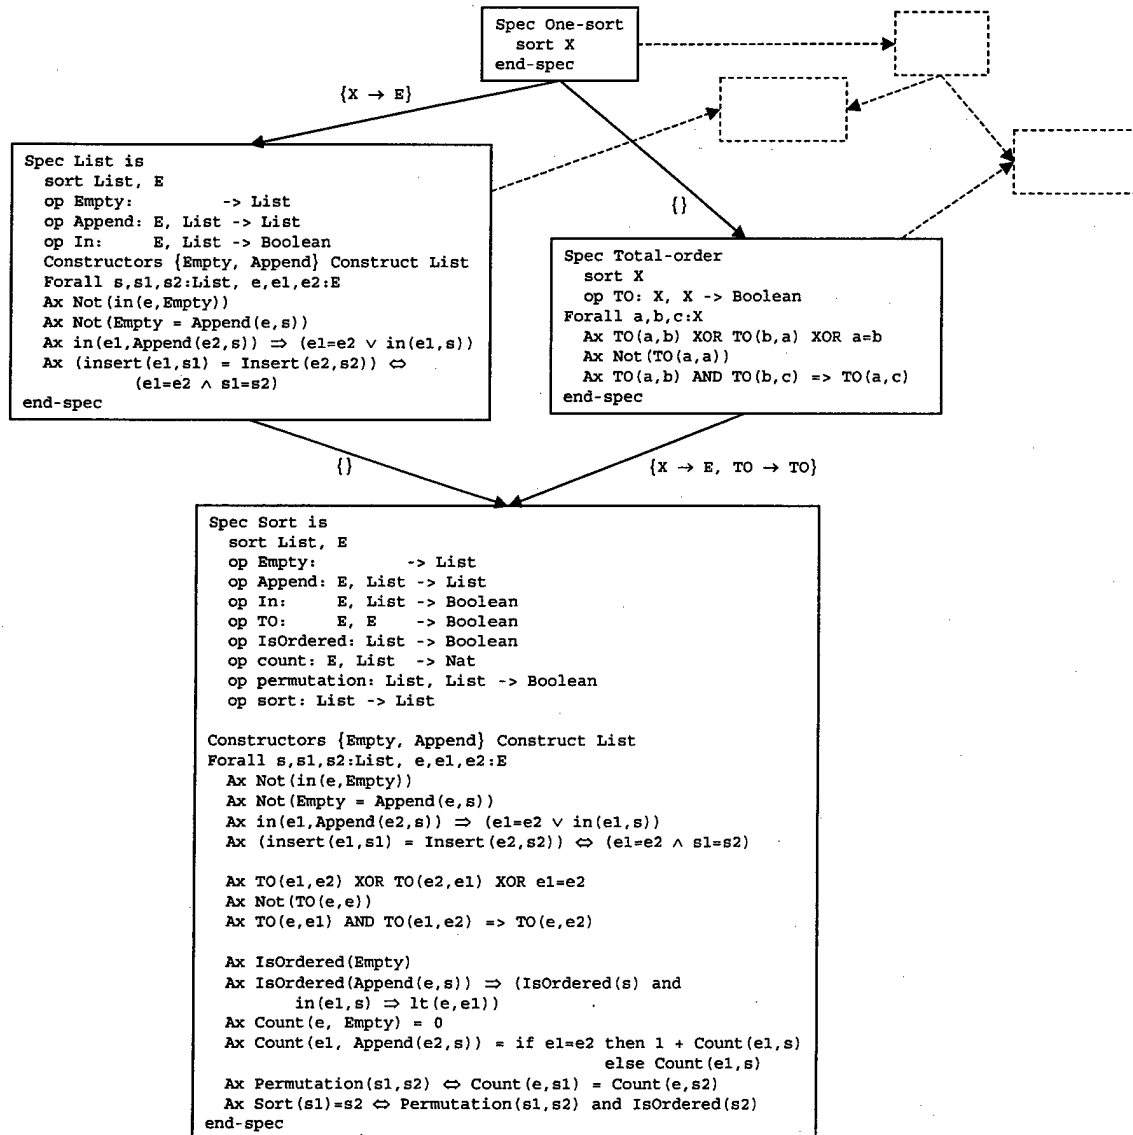 Spec One-sort
sort X
end-spec
{X → E}
Spec List is
sort List, E
op Empty: -> List
op Append: E, List -> List
op In: E, List -> Boolean
Constructors {Empty, Append} Construct List
Forall s,s1,s2:List, e,e1,e2:E
Ax Not(in(e,Empty))
Ax Not(Empty = Append(e,s))
Ax in(e1,Append(e2,s)) ⇒ (e1=e2 ∨ in(e1,s))
Ax (insert(e1,s1) = Insert(e2,s2)) ⇔
(e1=e2 ∧ s1=s2)
end-spec
{}
Spec Total-order
sort X
op TO: X, X -> Boolean
Forall a,b,c:X
Ax TO(a,b) XOR TO(b,a) XOR a=b
Ax Not(TO(a,a))
Ax TO(a,b) AND TO(b,c) => TO(a,c)
end-spec
{}
{X → E, TO → TO}
Spec Sort is
sort List, E
op Empty: -> List
op Append: E, List -> List
op In: E, List -> Boolean
op TO: E, E -> Boolean
op IsOrdered: List -> Boolean
op count: E, List -> Nat
op permutation: List, List -> Boolean
op sort: List -> List
Constructors {Empty, Append} Construct List
Forall s,s1,s2:List, e,e1,e2:E
Ax Not(in(e,Empty))
Ax Not(Empty = Append(e,s))
Ax in(e1,Append(e2,s)) ⇒ (e1=e2 ∨ in(e1,s))
Ax (insert(e1,s1) = Insert(e2,s2)) ⇔ (e1=e2 ∧ s1=s2)
Ax TO(e1,e2) XOR TO(e2,e1) XOR e1=e2
Ax Not(TO(e,e))
Ax TO(e,e1) AND TO(e1,e2) => TO(e,e2)
Ax IsOrdered(Empty)
Ax IsOrdered(Append(e,s)) ⇒ (IsOrdered(s) and
in(e1,s) ⇒ lt(e,e1))
Ax Count(e, Empty) = 0
Ax Count(e1, Append(e2,s)) = if e1=e2 then 1 + Count(e1,s)
else Count(e1,s)
Ax Permutation(s1,s2) ⇔ Count(e,s1) = Count(e,s2)
Ax Sort(s1)=s2 ⇔ Permutation(s1,s2) and IsOrdered(s2)
end-spec